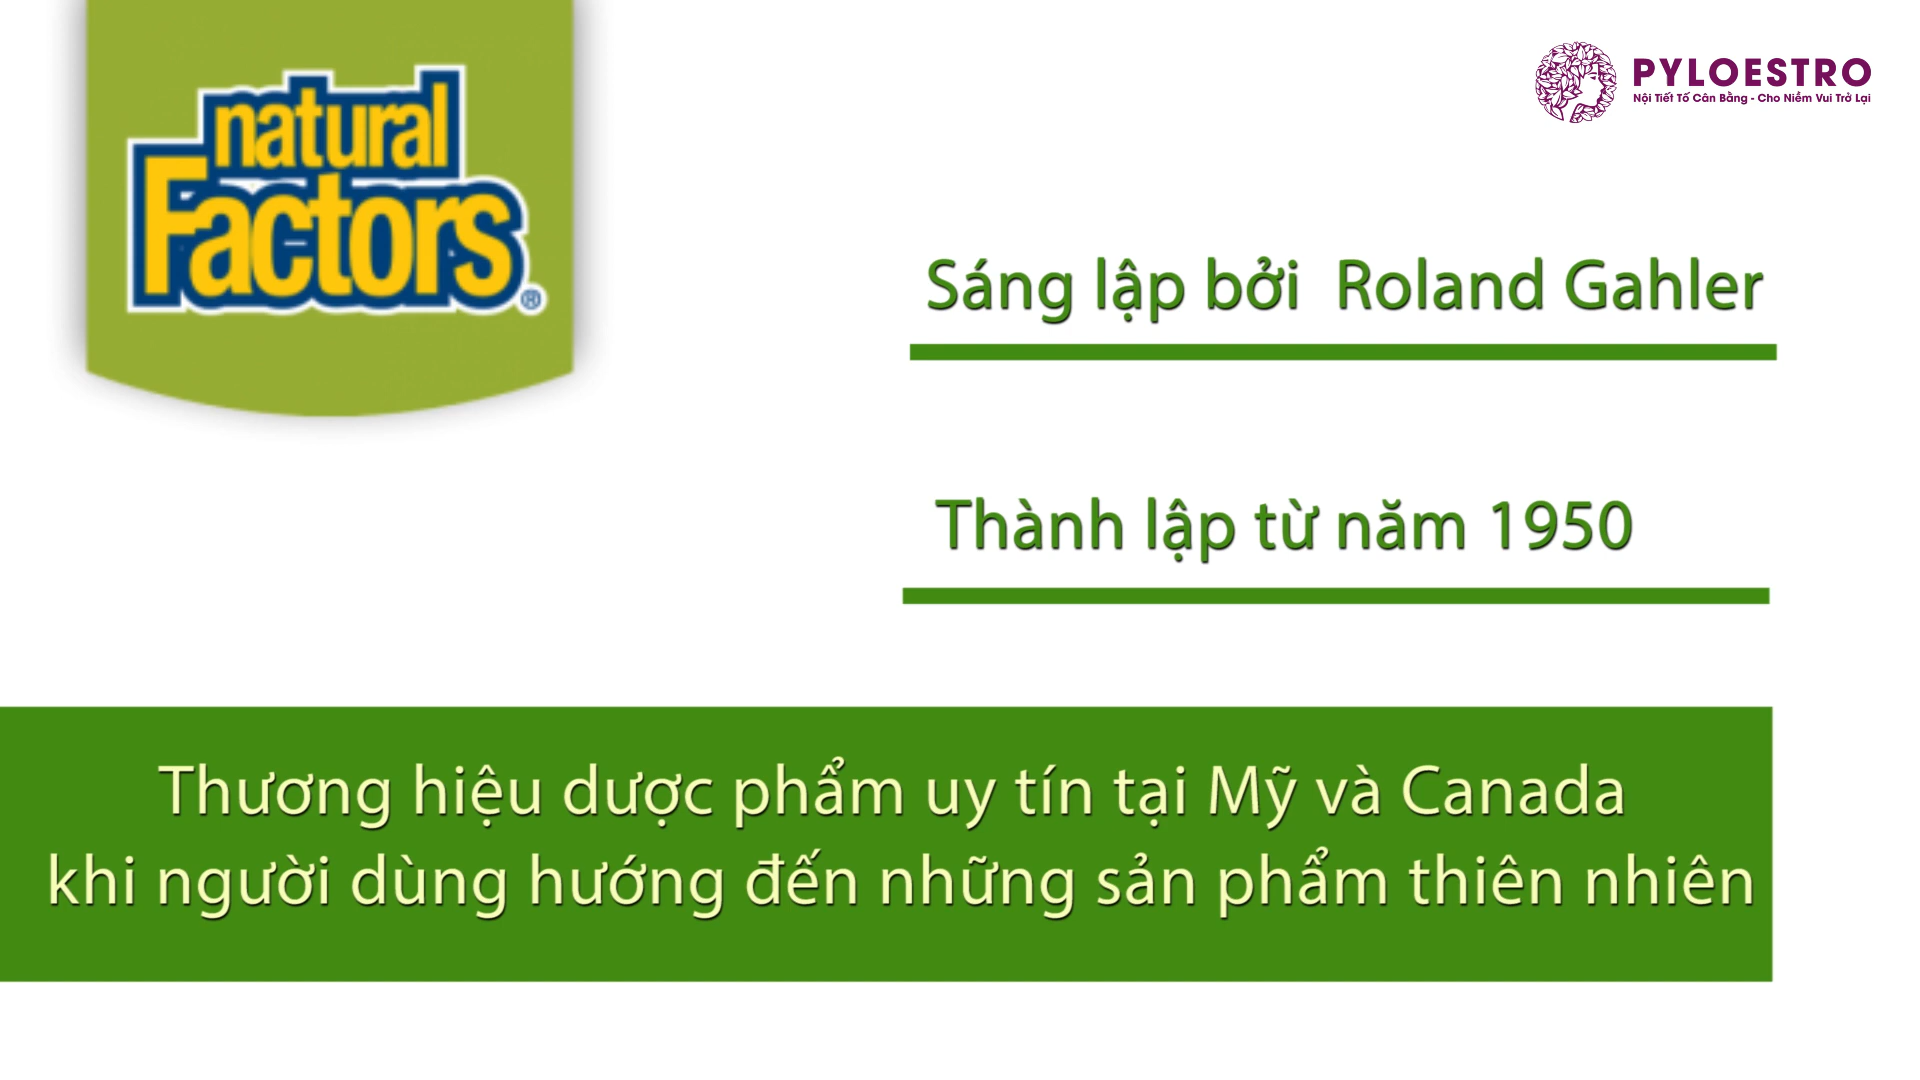 natural
Factors®
PYLOESTRO
Nội Tiết Tố Cân Bằng - Cho Niềm Vui Trở Lại
Sáng lập bởi Roland Gahler
Thành lập từ năm 1950
Thương hiệu dược phẩm uy tín tại Mỹ và Canada
khi người dùng hướng đến những sản phẩm thiên nhiên